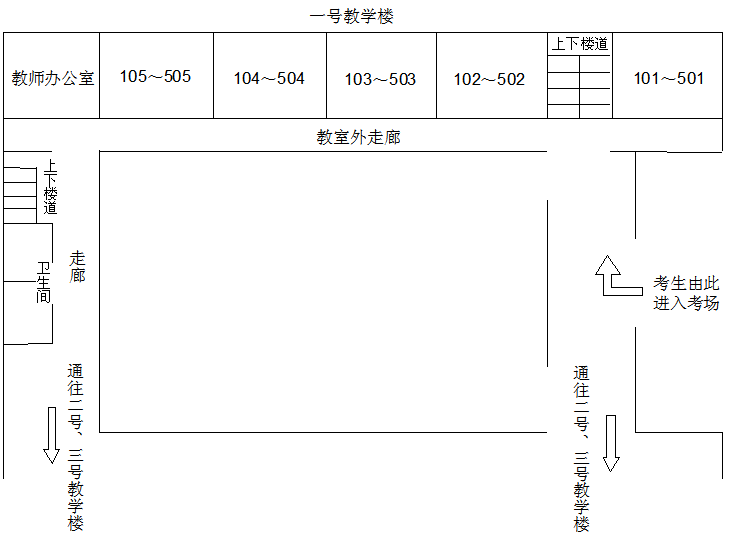 一号教学楼
上下楼道
教师办公室
105～505
104～504
103～503
102～502
101～501
教室外走廊
上下楼道
走廊
卫生间
考生由此
进入考场
通往二号、三号教学楼
通往二号、三号教学楼